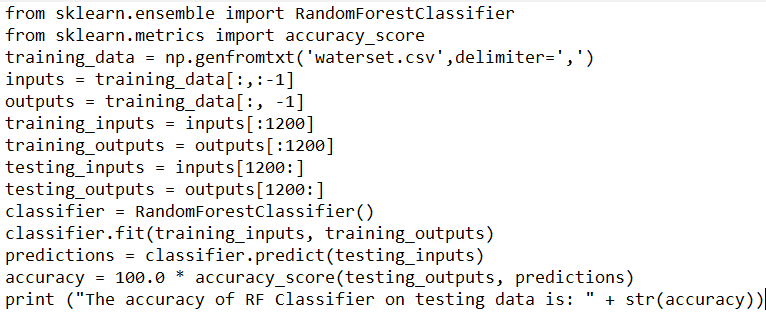 from sklearn.ensemble import RandomForestClassifier
from sklearn.metrics import accuracy_score
training_data = np.genfromtxt('waterset.csv',delimiter=',')
inputs = training_data[:,:-1]
outputs = training_data[:, -1]
training_inputs = inputs[:1200]
training_outputs = outputs[:1200]
testing_inputs = inputs[1200:]
testing_outputs = outputs[1200:]
classifier = RandomForestClassifier()
classifier.fit(training_inputs, training_outputs)
predictions = classifier.predict(testing_inputs)
accuracy = 100.0 * accuracy_score(testing_outputs, predictions)
print ("The accuracy of RF Classifier on testing data is: " + str(accuracy))